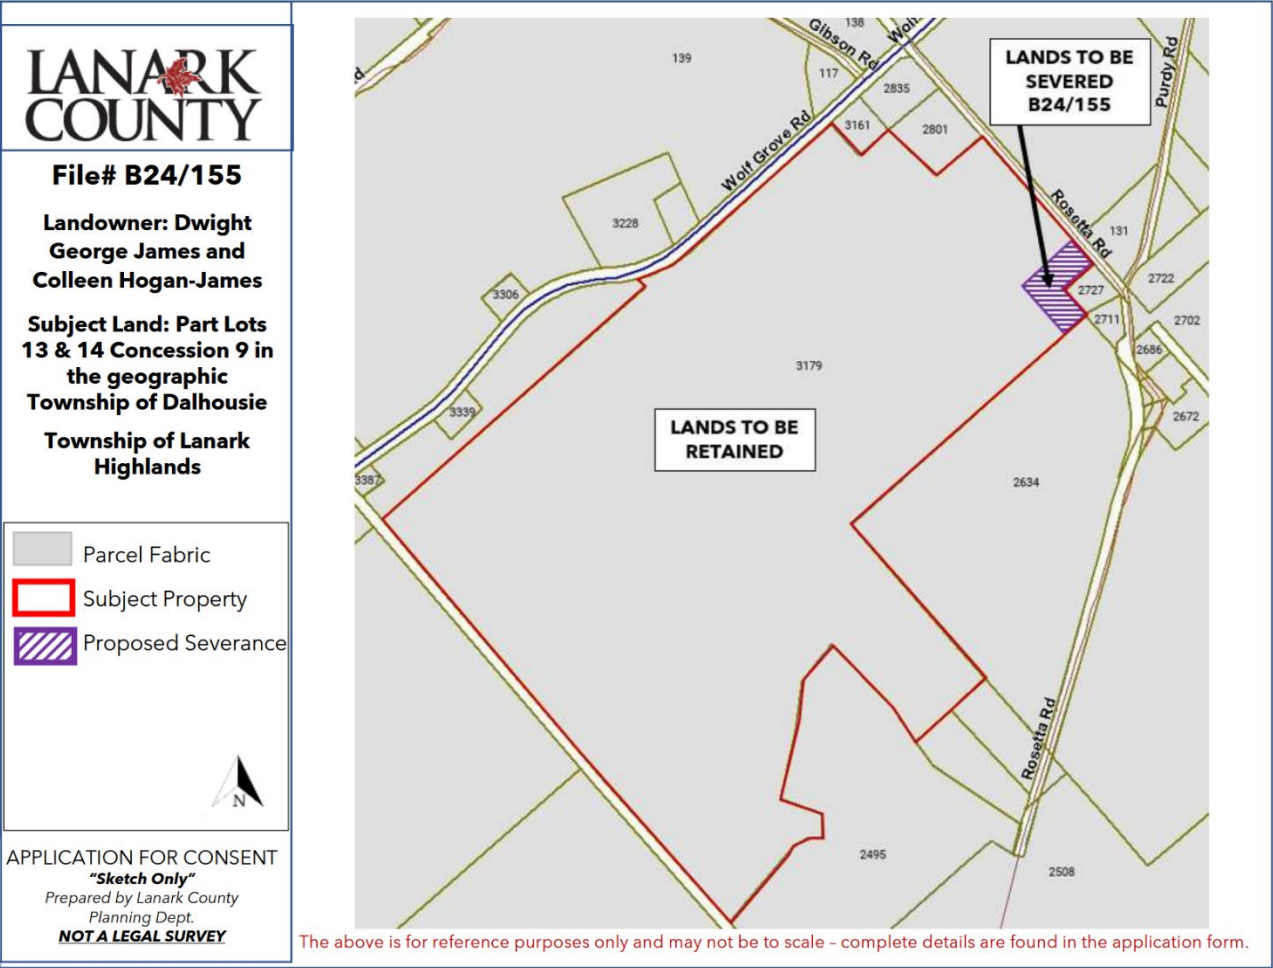 LANARK
COUNTY
File# B24/155
Landowner: Dwight
George James and
Colleen Hogan-James
Subject Land: Part Lots
13 & 14 Concession 9 in
the geographic
Township of Dalhousie
Township of Lanark
Highlands
Parcel Fabric
Subject Property
Proposed Severance
N
APPLICATION FOR CONSENT
"Sketch Only"
Prepared by Lanark County
Planning Dept.
NOT A LEGAL SURVEY
138
Gibson Rd
139
117
2835
LANDS TO BE
SEVERED
B24/155
Purdy Rd
3161
2801
Wolf Grove Rd
Rosetta Rd
3228
131
3306
2727
2722
2711
2702
2686
3179
3339
2672
LANDS TO BE
RETAINED
3387
2634
Rosetta Rd
2495
2508
The above is for reference purposes only and may not be to scale – complete details are found in the application form.